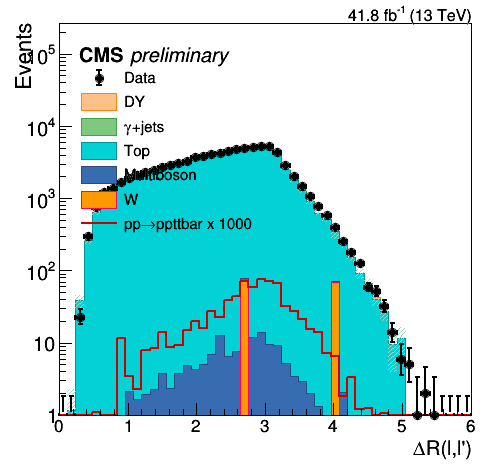 41.8 fb⁻¹ (13 TeV)
Events
CMS preliminary
Data
DY
γ+jets
Top
Multiboson
W
pp→ppttbar x 1000
10⁵
10⁴
10³
10²
10
1
0 1 2 3 4 5 6
ΔR(l,l')